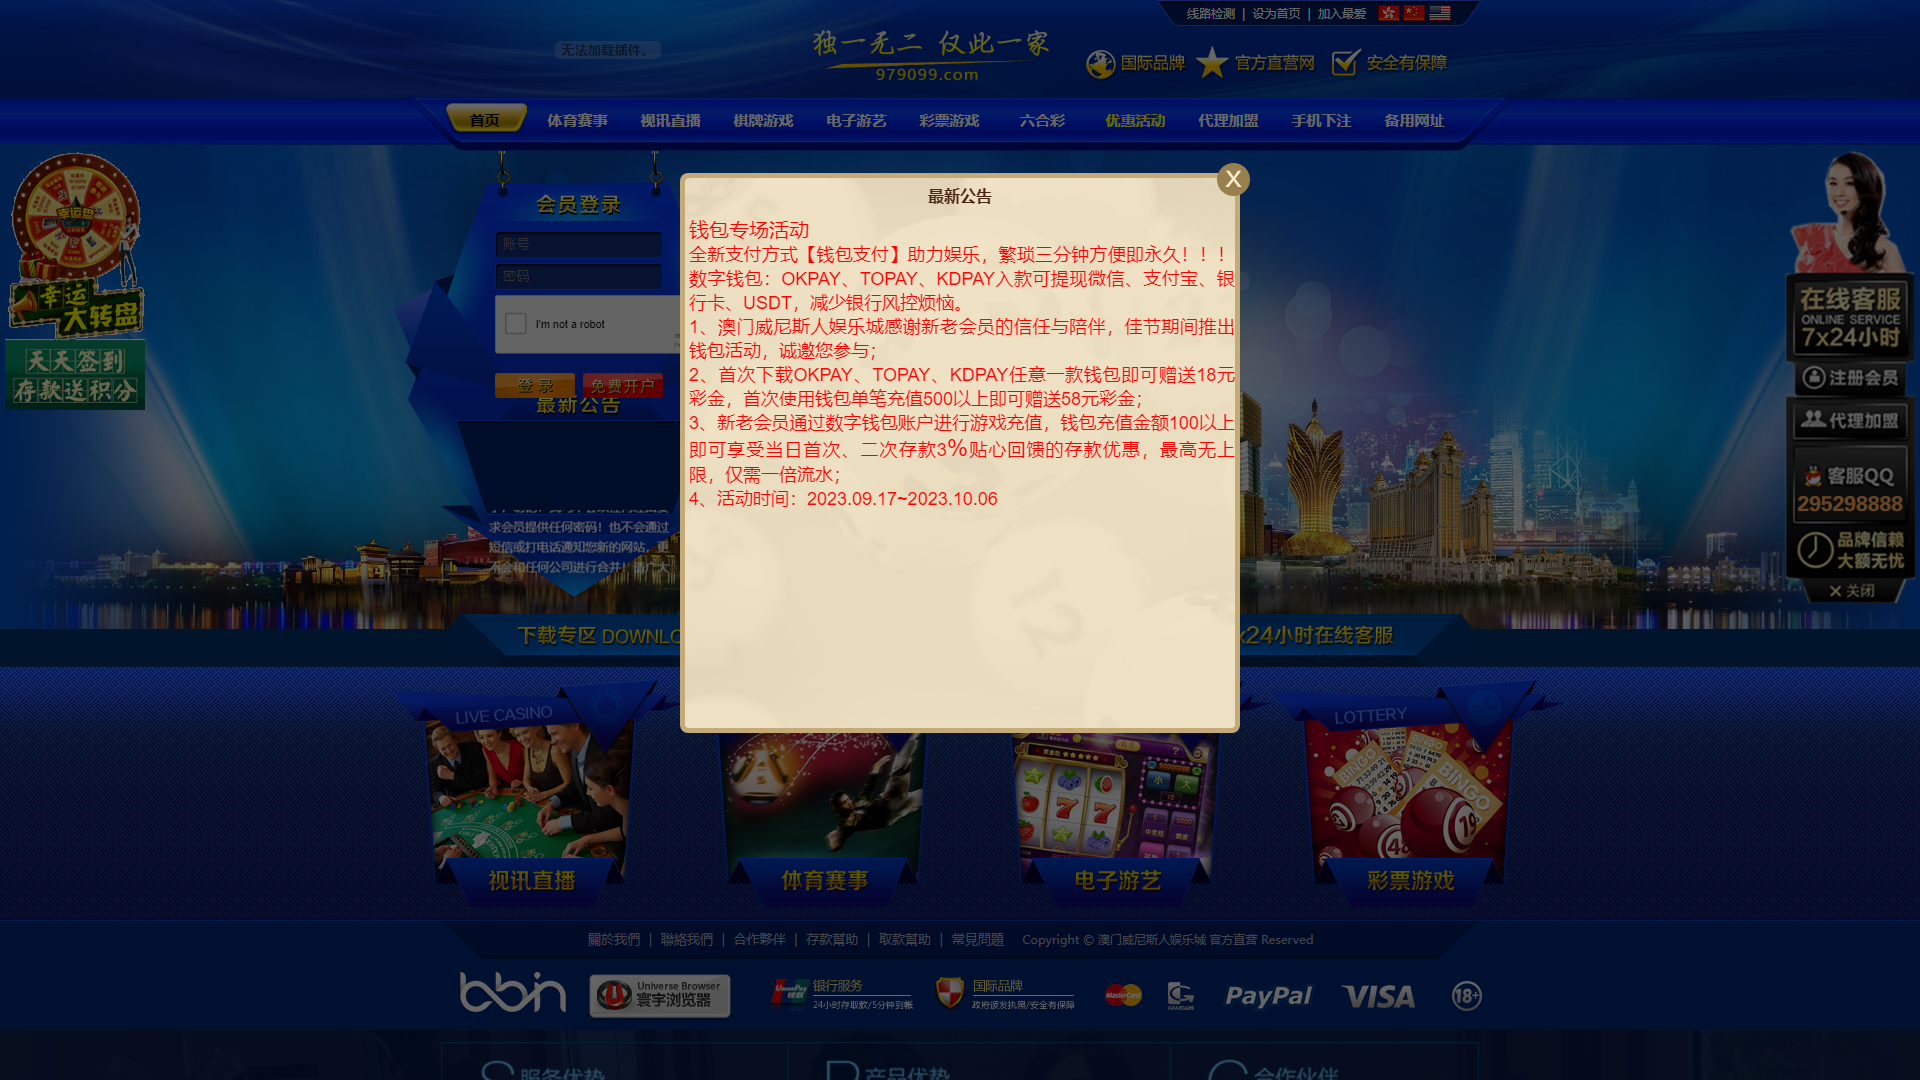 线路检测 | 设为首页 | 加入最爱
无法加载插件。
独一无二 仅此一家
979099.com
国际品牌 官方直营网 安全有保障
首页 体育赛事 视讯直播 棋牌游戏 电子游艺 彩票游戏 六合彩 优惠活动 代理加盟 手机下注 备用网址
幸运
大转盘
天天签到
存款送积分
会员登录
账号
密码
I'm not a robot
登 录 免费开户
最新公告
求会员提供任何密码！也不会通过
短信或打电话通知您新的网站，更
不会和任何公司进行合并！请广大
X
最新公告
钱包专场活动
全新支付方式【钱包支付】助力娱乐，繁琐三分钟方便即永久！！！
数字钱包：OKPAY、TOPAY、KDPAY入款可提现微信、支付宝、银
行卡、USDT，减少银行风控烦恼。
1、澳门威尼斯人娱乐城感谢新老会员的信任与陪伴，佳节期间推出
钱包活动，诚邀您参与；
2、首次下载OKPAY、TOPAY、KDPAY任意一款钱包即可赠送18元
彩金，首次使用钱包单笔充值500以上即可赠送58元彩金；
3、新老会员通过数字钱包账户进行游戏充值，钱包充值金额100以上
即可享受当日首次、二次存款3%贴心回馈的存款优惠，最高无上
限，仅需一倍流水；
4、活动时间：2023.09.17~2023.10.06
在线客服
ONLINE SERVICE
7x24小时
注册会员
代理加盟
客服QQ
295298888
品牌信赖
大额无忧
✕ 关闭
下载专区 DOWNLO
x24小时在线客服
LIVE CASINO
LOTTERY
视讯直播 体育赛事 电子游艺 彩票游戏
關於我們 | 聯絡我們 | 合作夥伴 | 存款幫助 | 取款幫助 | 常見問題 Copyright © 澳门威尼斯人娱乐城 官方直营 Reserved
bbin
Universe Browser
寰宇浏览器
UnionPay
银联
银行服务
24小时存取款/5分钟到帐
国际品牌
政府颁发执照/安全有保障
MasterCard
PayPal
VISA
18+
服务优势 产品优势 合作伙伴